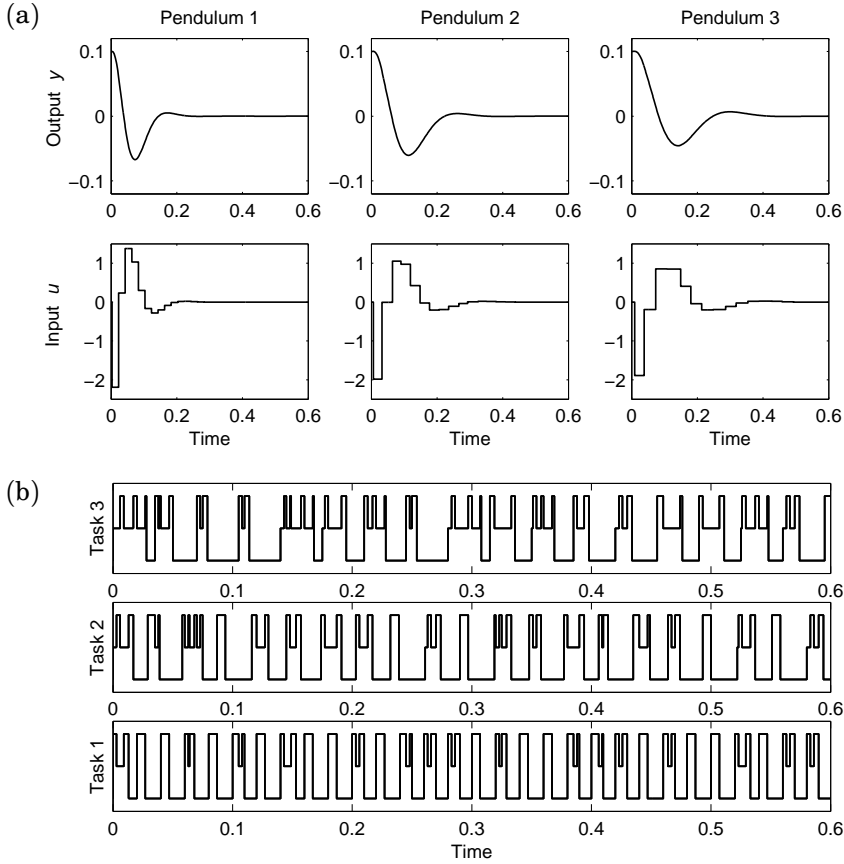 (a)
Pendulum 1 Pendulum 2 Pendulum 3
Output y
0.1 0.1 0.1
0 0 0
−0.1 −0.1 −0.1
0 0.2 0.4 0.6 0 0.2 0.4 0.6 0 0.2 0.4 0.6
Input u
1 1 1
0 0 0
−1 −1 −1
−2 −2 −2
0 0.2 0.4 0.6 0 0.2 0.4 0.6 0 0.2 0.4 0.6
Time Time Time
(b)
Task 3
0 0.1 0.2 0.3 0.4 0.5 0.6
Task 2
0 0.1 0.2 0.3 0.4 0.5 0.6
Task 1
0 0.1 0.2 0.3 0.4 0.5 0.6
Time